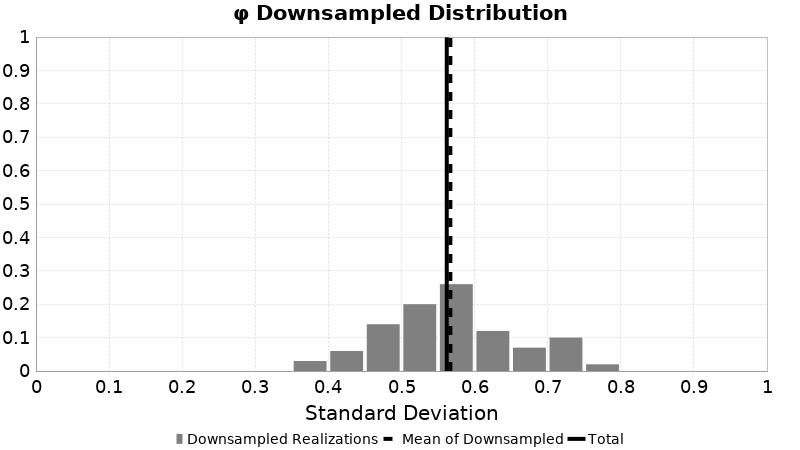 φ Downsampled Distribution
1
0.9
0.8
0.7
0.6
0.5
0.4
0.3
0.2
0.1
0
0 0.1 0.2 0.3 0.4 0.5 0.6 0.7 0.8 0.9 1
Standard Deviation
Downsampled Realizations Mean of Downsampled Total